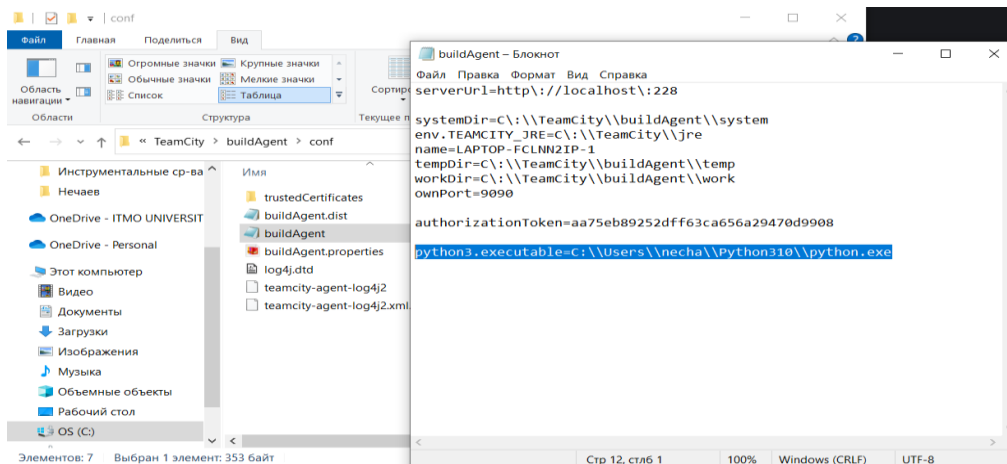 conf
Файл Главная Поделиться Вид
Огромные значки Крупные значки
Обычные значки Мелкие значки
Список Таблица
Область навигации
Сортиро
Области Структура Текущее п
« TeamCity > buildAgent > conf
Инструментальные ср-ва
Нечаев
OneDrive - ITMO UNIVERSIT
OneDrive - Personal
Этот компьютер
Видео
Документы
Загрузки
Изображения
Музыка
Объемные объекты
Рабочий стол
OS (C:)
Имя
trustedCertificates
buildAgent.dist
buildAgent
buildAgent.properties
log4j.dtd
teamcity-agent-log4j2
teamcity-agent-log4j2.xml.
Элементов: 7 Выбран 1 элемент: 353 байт
buildAgent – Блокнот
Файл Правка Формат Вид Справка
serverUrl=http\://localhost\:228
systemDir=C\:\\TeamCity\\buildAgent\\system
env.TEAMCITY_JRE=C\:\\TeamCity\\jre
name=LAPTOP-FCLNN2IP-1
tempDir=C\:\\TeamCity\\buildAgent\\temp
workDir=C\:\\TeamCity\\buildAgent\\work
ownPort=9090
authorizationToken=aa75eb89252dff63ca656a29470d9908
python3.executable=C:\\Users\\necha\\Python310\\python.exe
Стр 12, стлб 1 100% Windows (CRLF) UTF-8